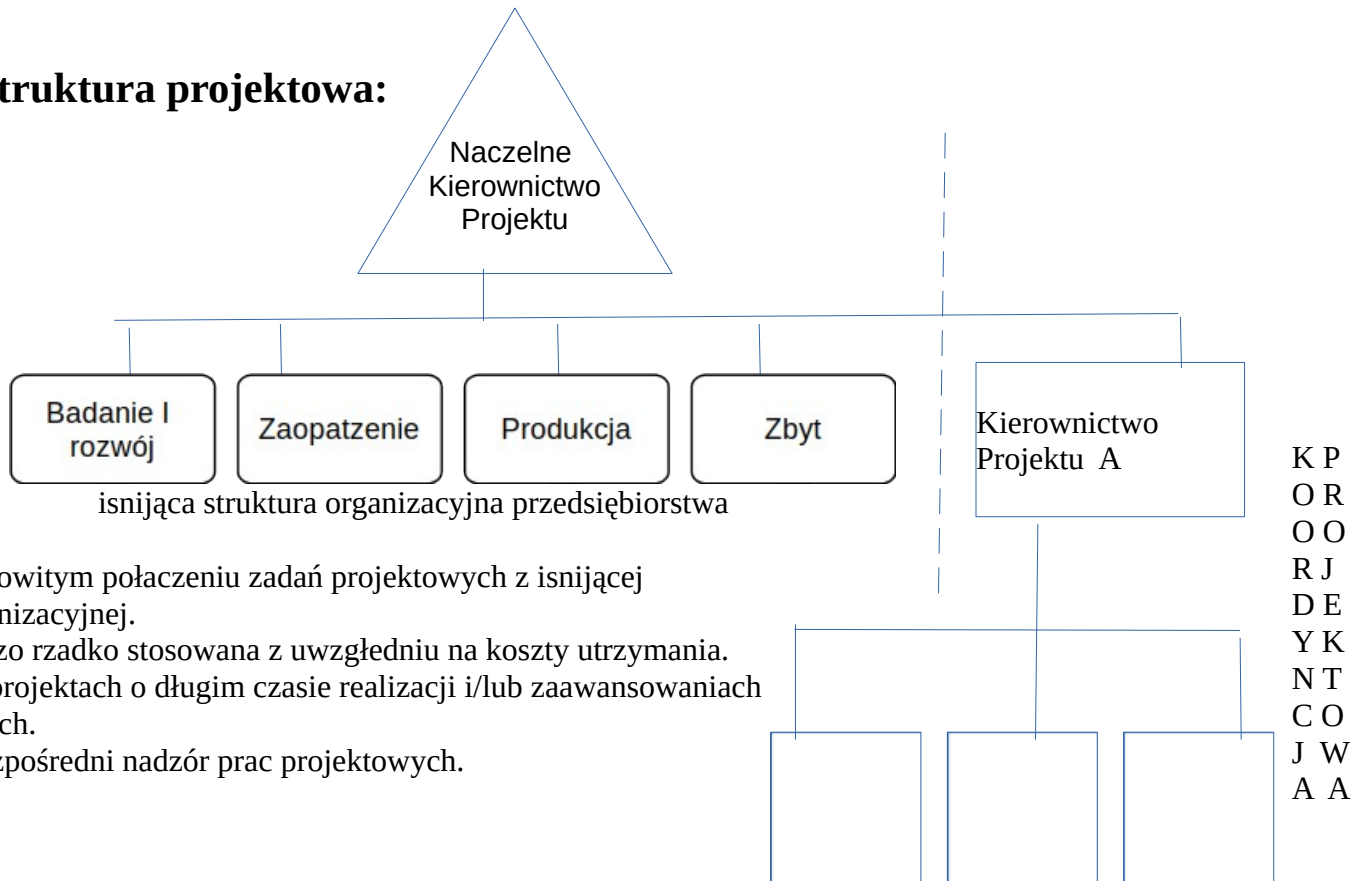 truktura projektowa:
Naczelne
Kierownictwo
Projektu
Badanie I
rozwój
Zaopatzenie
Produkcja
Zbyt
Kierownictwo
Projektu A
isnijąca struktura organizacyjna przedsiębiorstwa
owitym połaczeniu zadań projektowych z isnijącej
nizacyjnej.
zo rzadko stosowana z uwzgłedniu na koszty utrzymania.
projektach o długim czasie realizacji i/lub zaawansowaniach
ch.
zpośredni nadzór prac projektowych.
K P
O R
O O
R J
D E
Y K
N T
C O
J W
A A